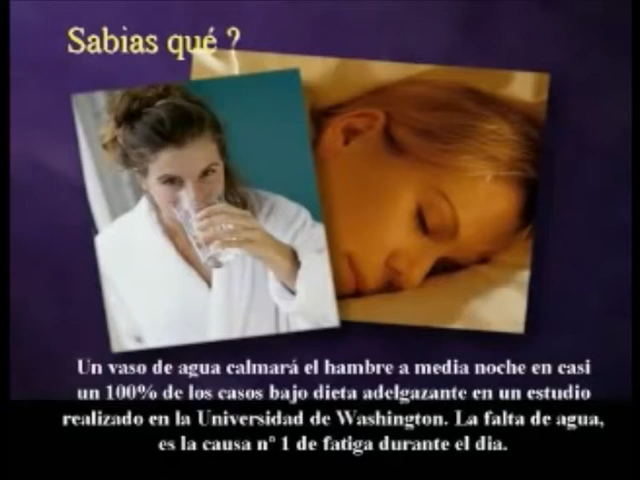 Sabias qué ?
Un vaso de agua calmará el hambre a media noche en casi
un 100% de los casos bajo dieta adelgazante en un estudio
realizado en la Universidad de Washington. La falta de agua,
es la causa nº 1 de fatiga durante el dia.